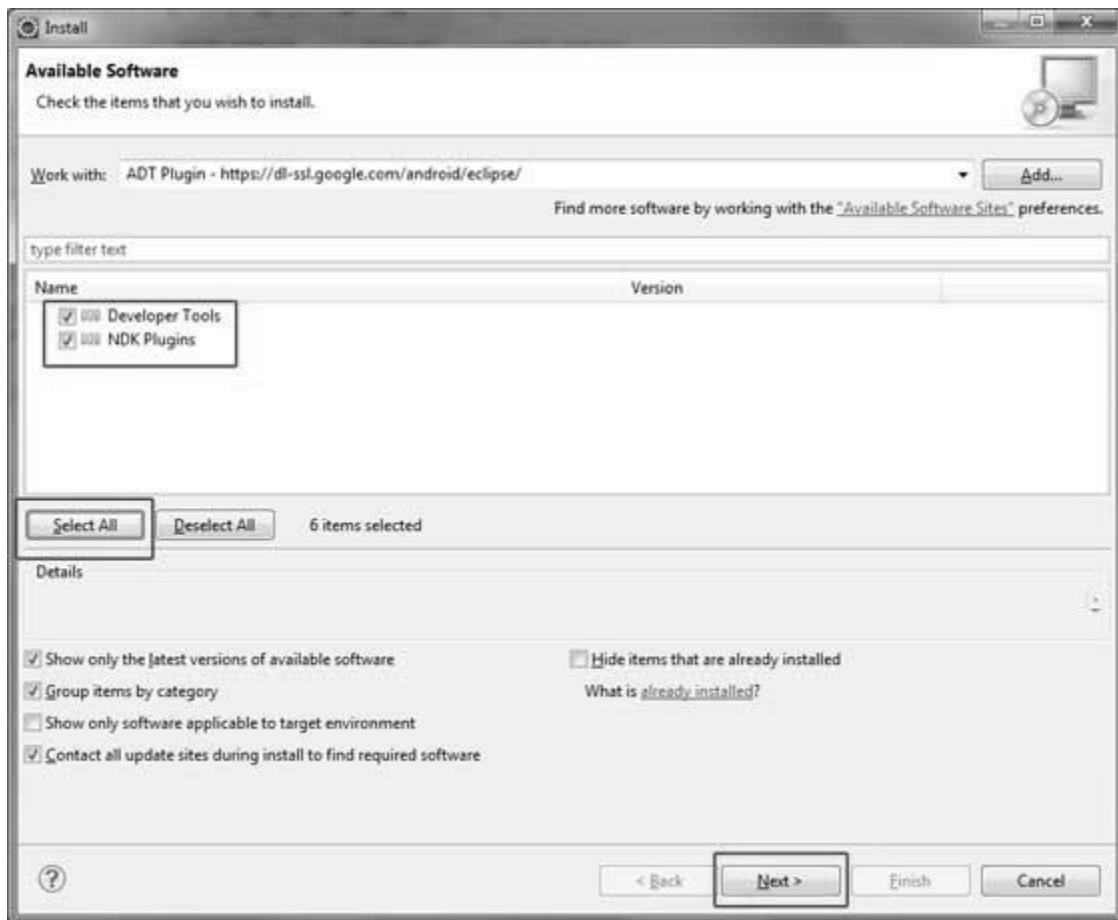 Install
Available Software
Check the items that you wish to install.
Work with: ADT Plugin - https://dl-ssl.google.com/android/eclipse/ Add...
Find more software by working with the "Available Software Sites" preferences.
type filter text
Name Version
Developer Tools
NDK Plugins
Select All Deselect All 6 items selected
Details
Show only the latest versions of available software Hide items that are already installed
Group items by category What is already installed?
Show only software applicable to target environment
Contact all update sites during install to find required software
? < Back Next > Finish Cancel